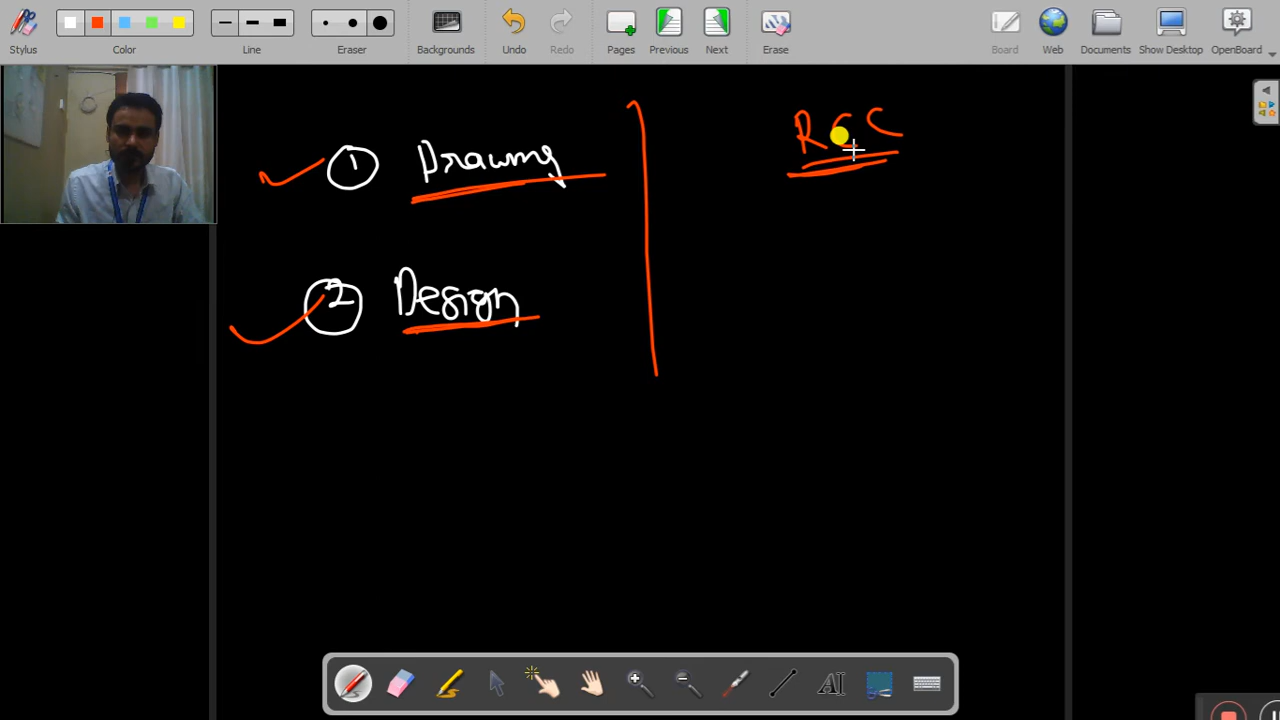 Stylus
Color
Line
Eraser
Backgrounds
Undo
Redo
Pages
Previous
Next
Erase
Board
Web
Documents
Show Desktop
OpenBoard
1 Drawing
RCC
2 Design
AI